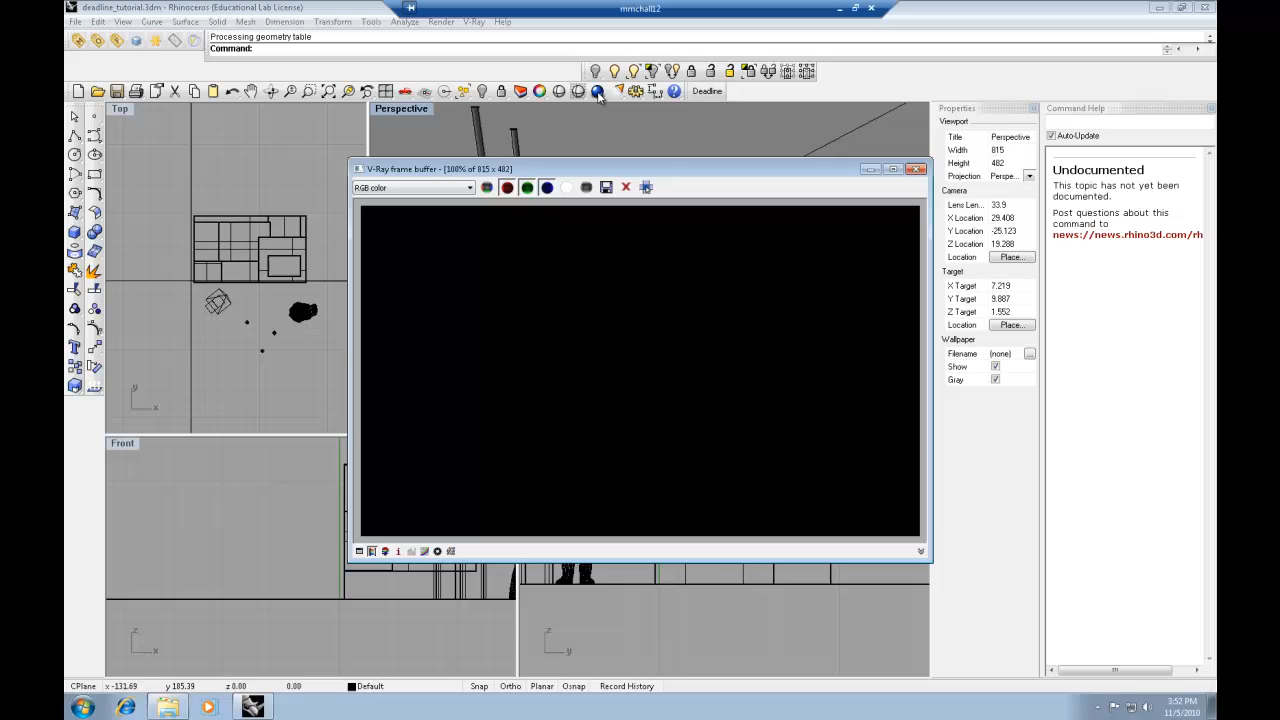 deadline_tutorial.3dm - Rhinoceros (Educational Lab License)
mmchall12
File Edit View Curve Surface Solid Mesh Dimension Transform Tools Analyze Render V-Ray Help
Processing geometry table
Command:
Deadline
Top
Perspective
Properties
Command Help
Viewport
Title Perspective
Width 815
Height 482
Projection Perspe...
Camera
Lens Len... 33.9
X Location 29.408
Y Location -25.123
Z Location 19.288
Location Place...
Target
X Target 7.219
Y Target 9.887
Z Target 1.552
Location Place...
Wallpaper
Filename (none) ...
Show
Gray
Auto-Update
Undocumented
This topic has not yet been
documented.
Post questions about this
command to
news://news.rhino3d.com/rh
V-Ray frame buffer - [100% of 815 x 482]
RGB color
y
x
Front
z
x
z
y
CPlane x -131.69 y 185.39 z 0.00 0.00 Default Snap Ortho Planar Osnap Record History
3:52 PM
11/5/2010